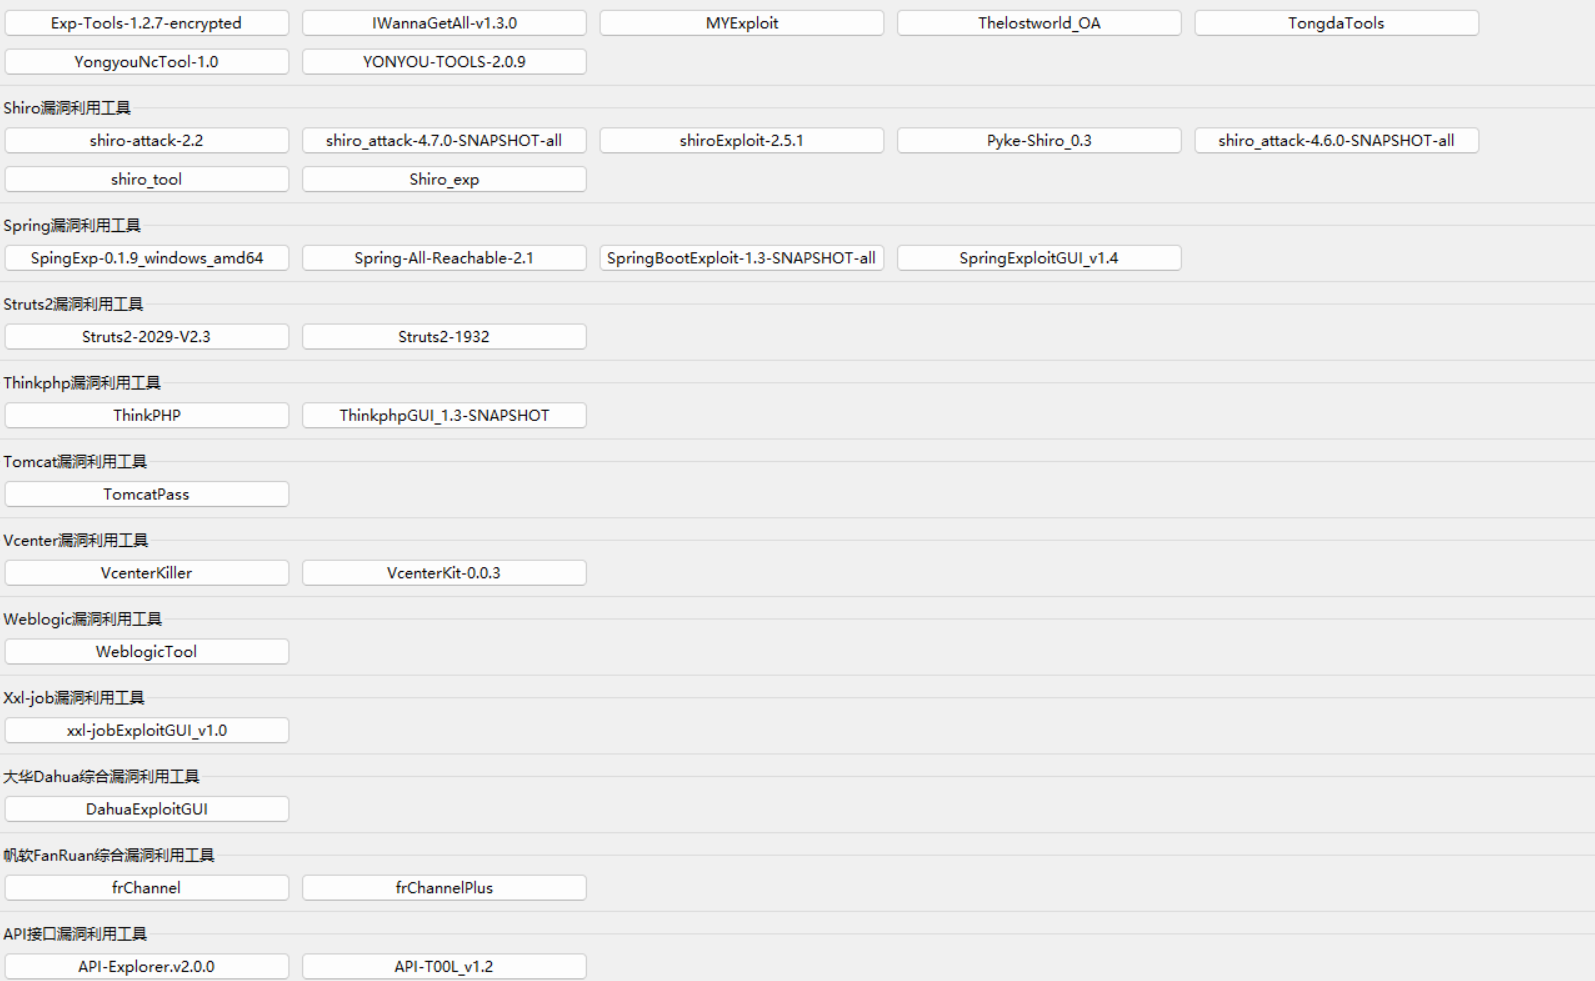 Exp-Tools-1.2.7-encrypted IWannaGetAll-v1.3.0 MYExploit Thelostworld_OA TongdaTools
YongyouNcTool-1.0 YONYOU-TOOLS-2.0.9
Shiro漏洞利用工具
shiro-attack-2.2 shiro_attack-4.7.0-SNAPSHOT-all shiroExploit-2.5.1 Pyke-Shiro_0.3 shiro_attack-4.6.0-SNAPSHOT-all
shiro_tool Shiro_exp
Spring漏洞利用工具
SpingExp-0.1.9_windows_amd64 Spring-All-Reachable-2.1 SpringBootExploit-1.3-SNAPSHOT-all SpringExploitGUI_v1.4
Struts2漏洞利用工具
Struts2-2029-V2.3 Struts2-1932
Thinkphp漏洞利用工具
ThinkPHP ThinkphpGUI_1.3-SNAPSHOT
Tomcat漏洞利用工具
TomcatPass
Vcenter漏洞利用工具
VcenterKiller VcenterKit-0.0.3
Weblogic漏洞利用工具
WeblogicTool
Xxl-job漏洞利用工具
xxl-jobExploitGUI_v1.0
大华Dahua综合漏洞利用工具
DahuaExploitGUI
帆软FanRuan综合漏洞利用工具
frChannel frChannelPlus
API接口漏洞利用工具
API-Explorer.v2.0.0 API-T00L_v1.2